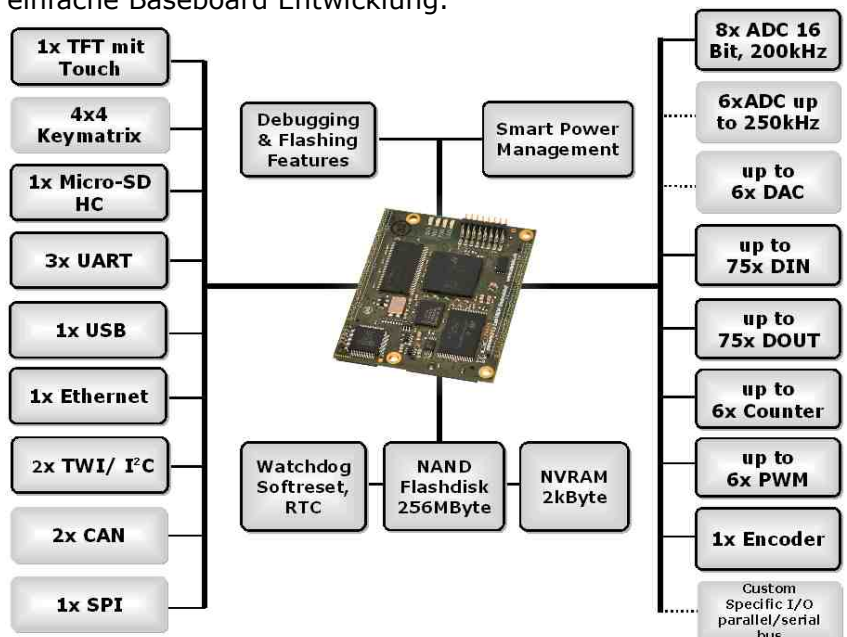 einfache Baseboard Entwicklung.
1x TFT mit
Touch
4x4
Keymatrix
1x Micro-SD
HC
3x UART
1x USB
1x Ethernet
2x TWI/ I²C
2x CAN
1x SPI
Debugging
& Flashing
Features
Smart Power
Management
Watchdog
Softreset,
RTC
NAND
Flashdisk
256MByte
NVRAM
2kByte
8x ADC 16
Bit, 200kHz
6xADC up
to 250kHz
up to
6x DAC
up to
75x DIN
up to
75x DOUT
up to
6x Counter
up to
6x PWM
1x Encoder
Custom
Specific I/O
parallel/serial
bus